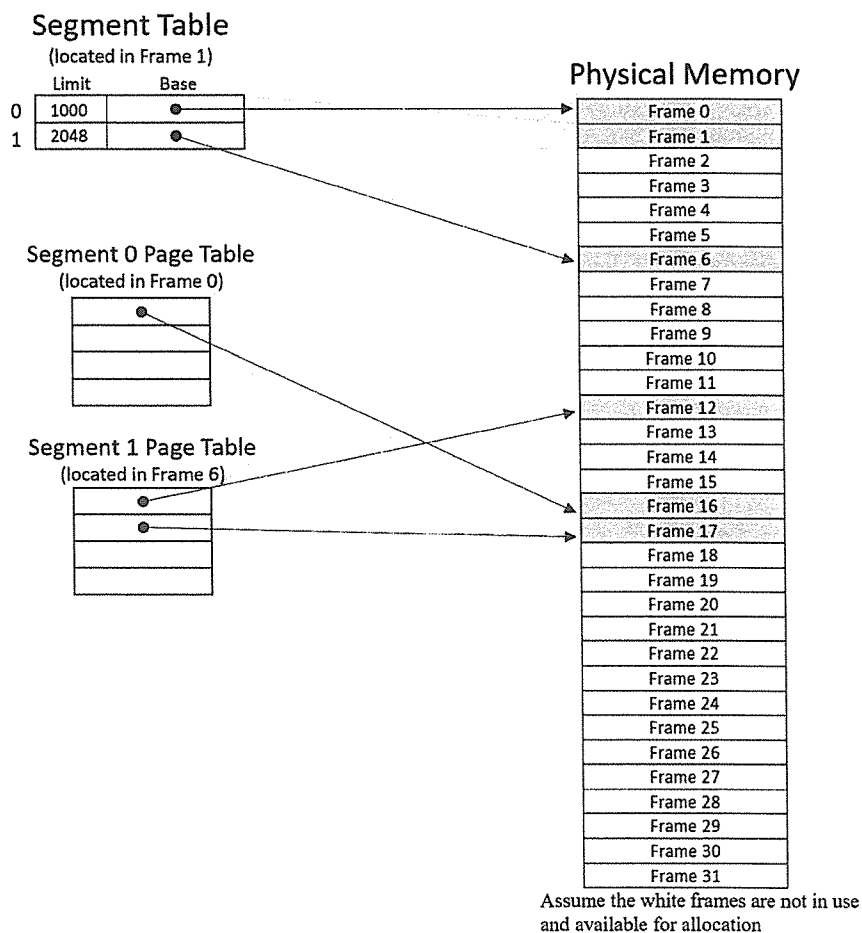 Segment Table
(located in Frame 1)
Limit Base
0 1000
1 2048
Segment 0 Page Table
(located in Frame 0)
Segment 1 Page Table
(located in Frame 6)
Physical Memory
Frame 0
Frame 1
Frame 2
Frame 3
Frame 4
Frame 5
Frame 6
Frame 7
Frame 8
Frame 9
Frame 10
Frame 11
Frame 12
Frame 13
Frame 14
Frame 15
Frame 16
Frame 17
Frame 18
Frame 19
Frame 20
Frame 21
Frame 22
Frame 23
Frame 24
Frame 25
Frame 26
Frame 27
Frame 28
Frame 29
Frame 30
Frame 31
Assume the white frames are not in use
and available for allocation